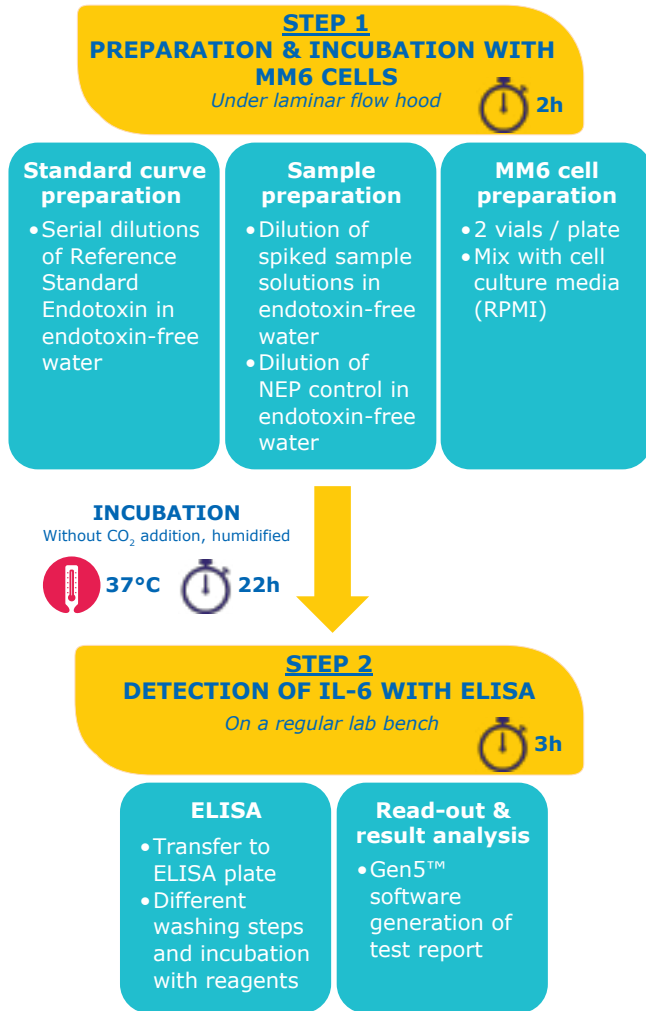 STEP 1
PREPARATION & INCUBATION WITH
MM6 CELLS
Under laminar flow hood
2h
Standard curve
preparation
•Serial dilutions
of Reference
Standard
Endotoxin in
endotoxin-free
water
Sample
preparation
•Dilution of
spiked sample
solutions in
endotoxin-free
water
•Dilution of
NEP control in
endotoxin-free
water
MM6 cell
preparation
•2 vials / plate
•Mix with cell
culture media
(RPMI)
INCUBATION
Without CO₂ addition, humidified
37°C
22h
STEP 2
DETECTION OF IL-6 WITH ELISA
On a regular lab bench
3h
ELISA
•Transfer to
ELISA plate
•Different
washing steps
and incubation
with reagents
Read-out &
result analysis
•Gen5™
software
generation of
test report